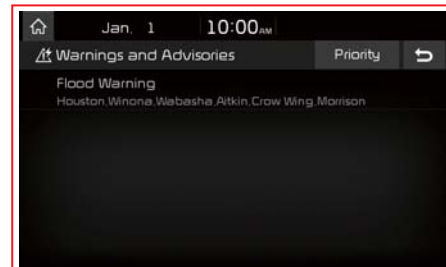 Jan. 1 10:00AM
Warnings and Advisories Priority
Flood Warning
Houston,Winona,Wabasha,Aitkin,Crow Wing,Morrison